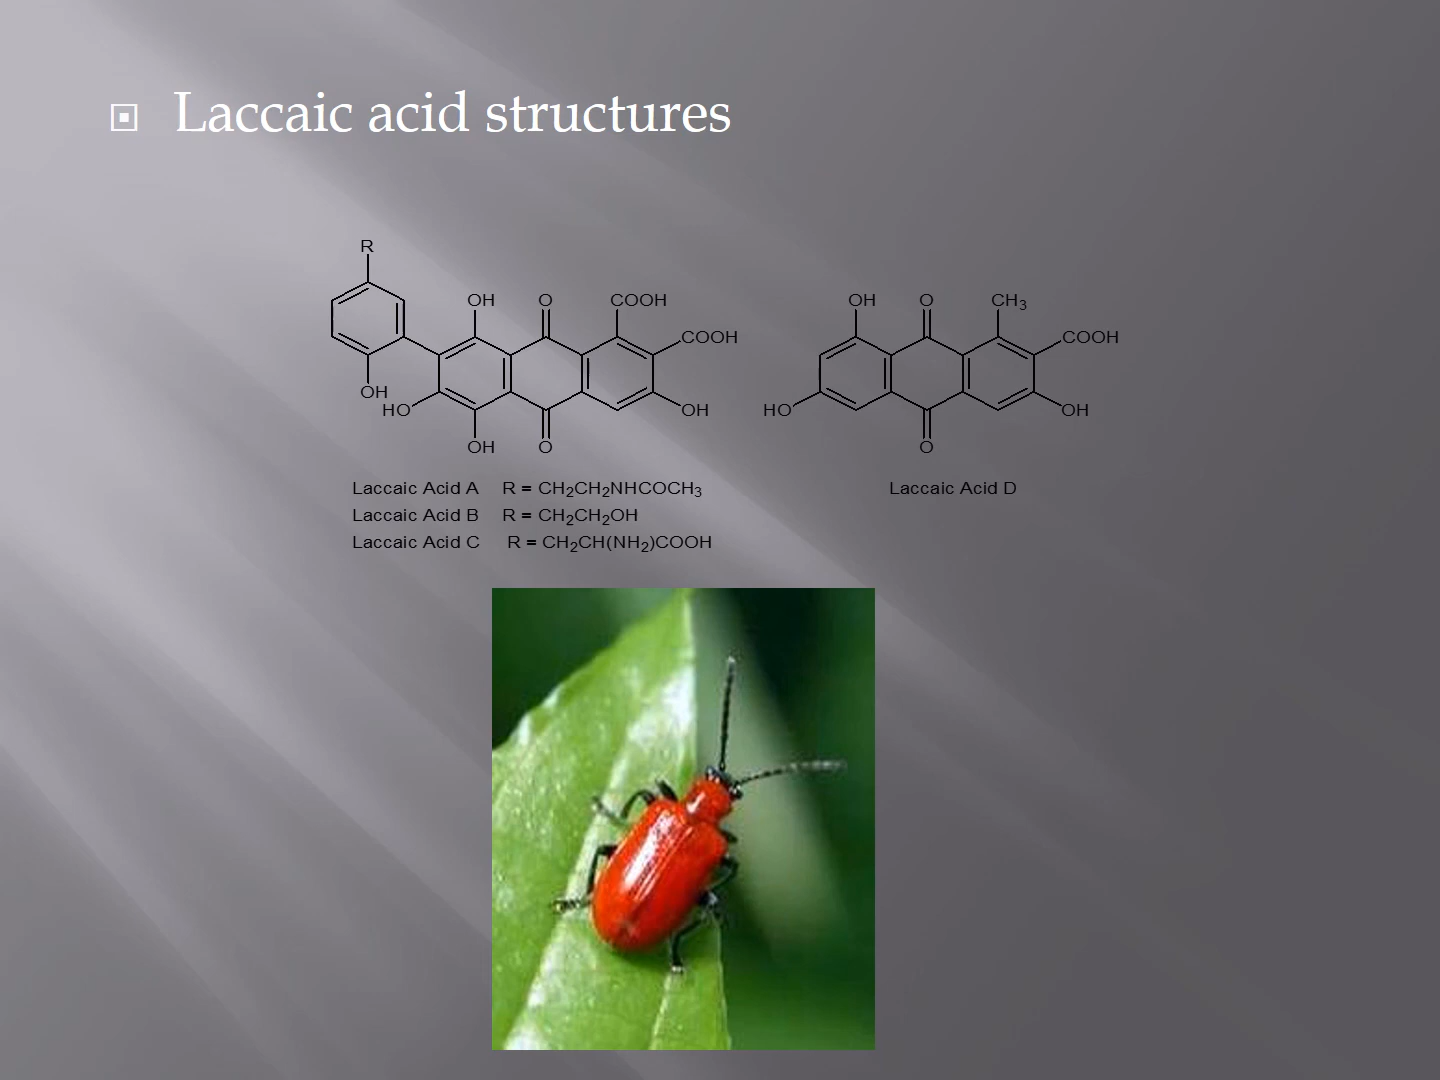 Laccaic acid structures
R
OH O COOH
COOH
OH
HO
OH
OH O
OH O CH3
COOH
HO
OH
O
Laccaic Acid A R = CH2CH2NHCOCH3
Laccaic Acid B R = CH2CH2OH
Laccaic Acid C R = CH2CH(NH2)COOH
Laccaic Acid D